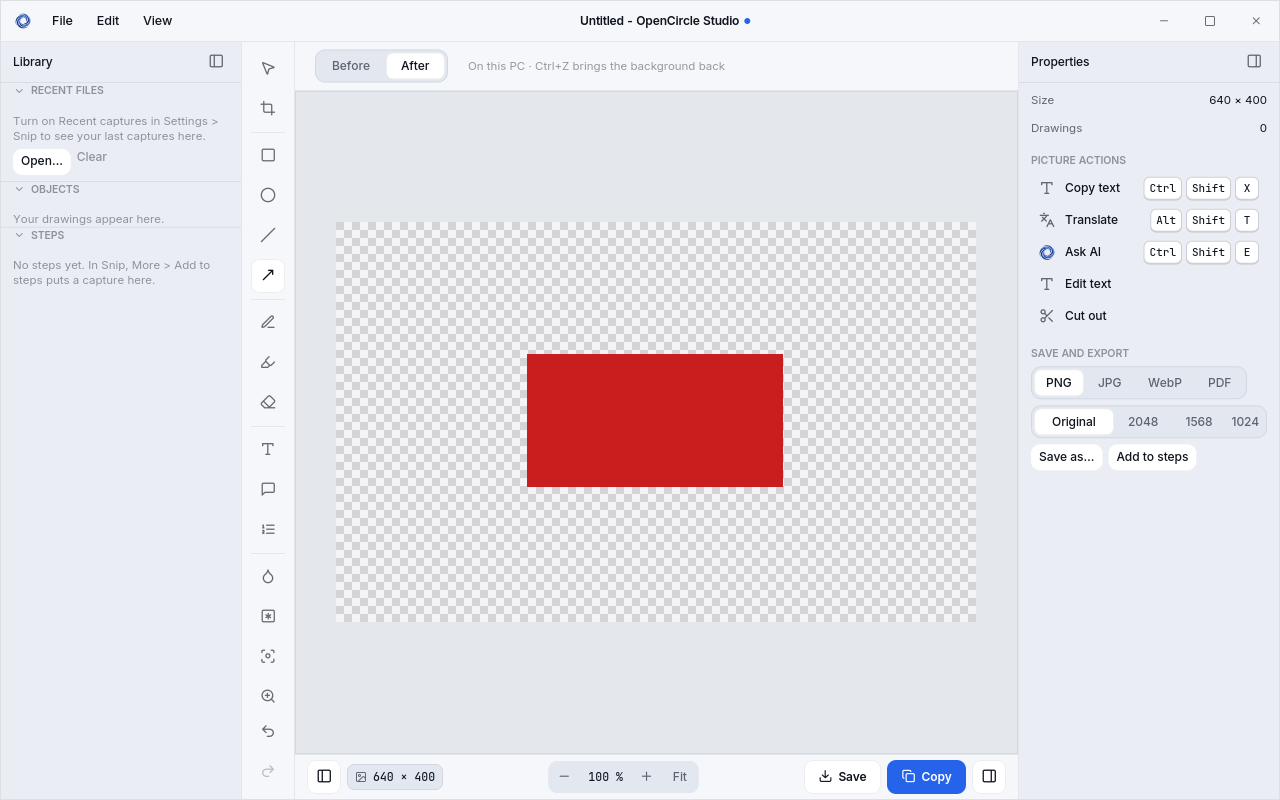 File Edit View
Untitled - OpenCircle Studio
Library
RECENT FILES
Turn on Recent captures in Settings >
Snip to see your last captures here.
Open... Clear
OBJECTS
Your drawings appear here.
STEPS
No steps yet. In Snip, More > Add to
steps puts a capture here.
Before After On this PC · Ctrl+Z brings the background back
640 × 400
100 % Fit
Save Copy
Properties
Size 640 × 400
Drawings 0
PICTURE ACTIONS
Copy text Ctrl Shift X
Translate Alt Shift T
Ask AI Ctrl Shift E
Edit text
Cut out
SAVE AND EXPORT
PNG JPG WebP PDF
Original 2048 1568 1024
Save as... Add to steps